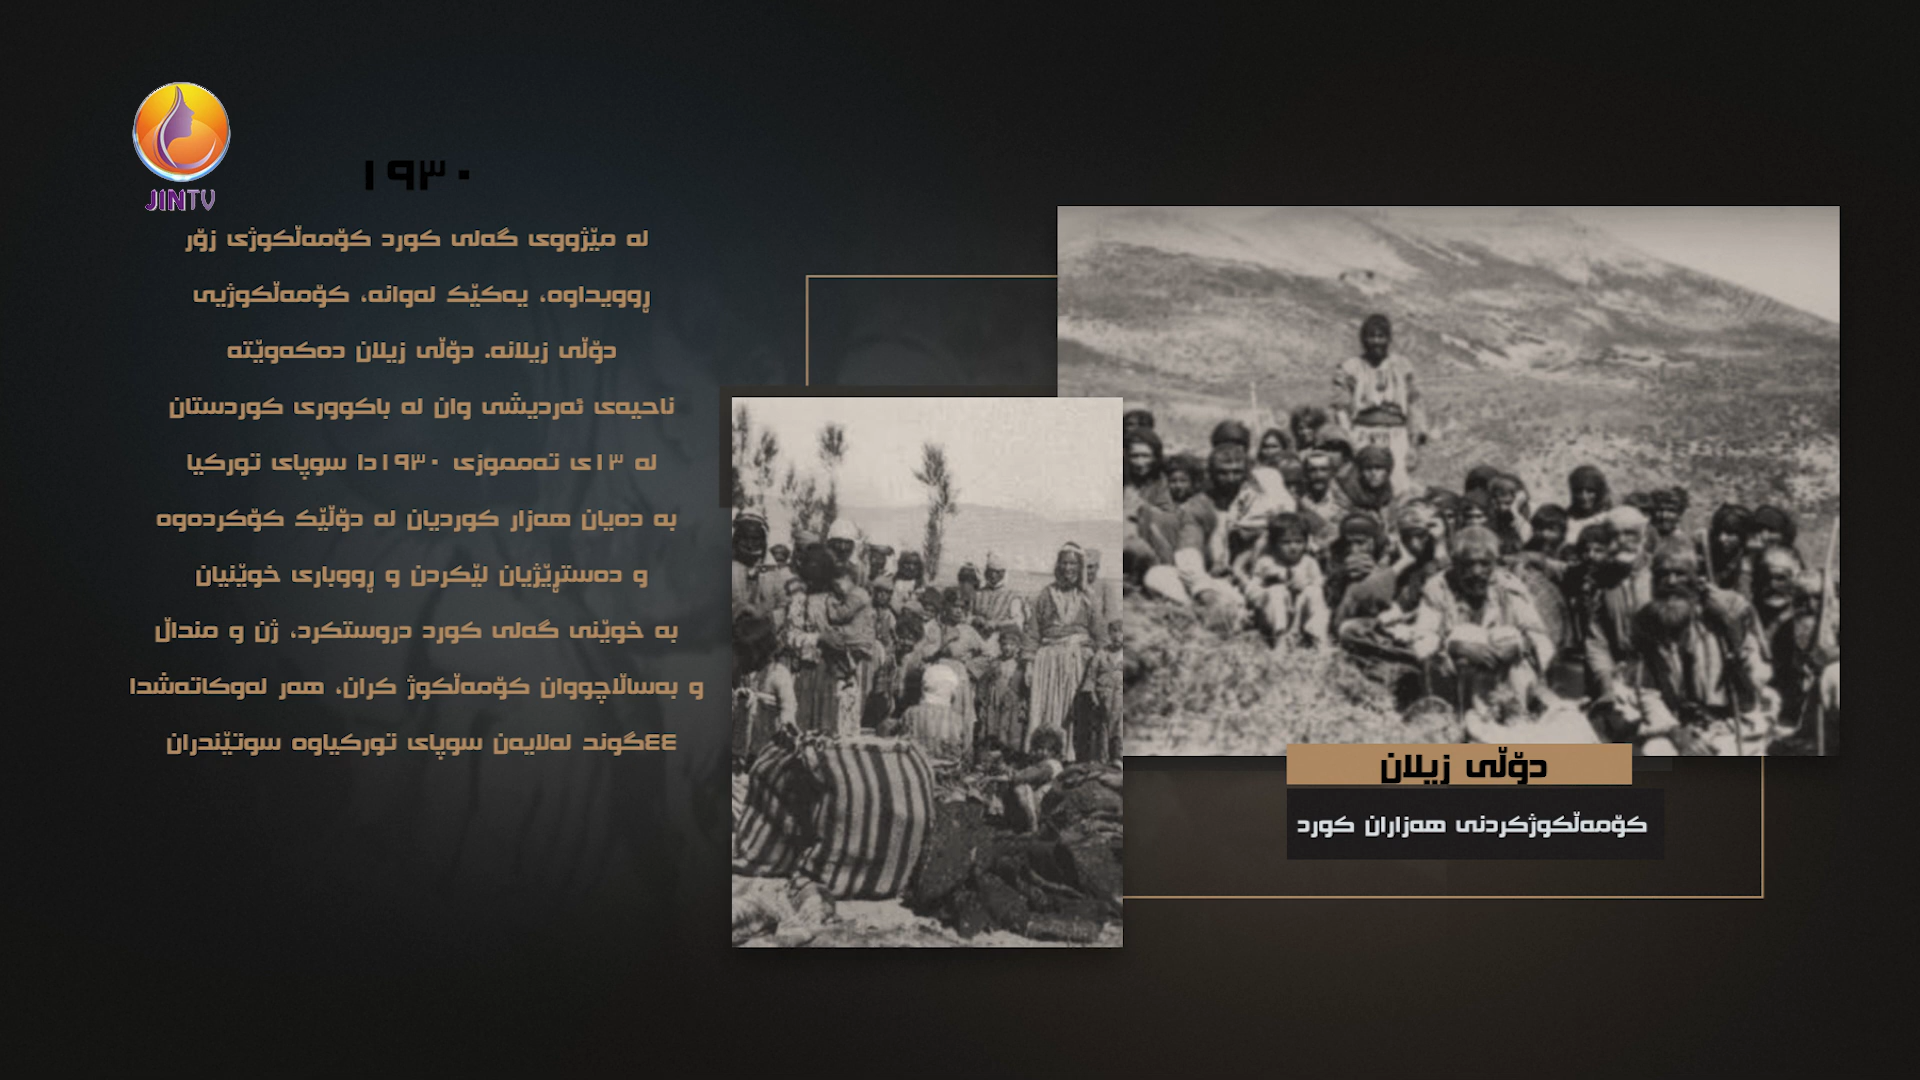 JINTV
١٩٣٠
لە مێژووی گەلی کورد کۆمەڵکوژی زۆر
ڕوویداوە، یەکێک لەوانە، کۆمەڵکوژیی
دۆڵی زیلانە. دۆڵی زیلان دەکەوێتە
ناحیەی ئەردیشی وان لە باکووری کوردستان
لە ١٣ی تەمموزی ١٩٣٠دا سوپای تورکیا
بە دەیان هەزار کوردیان لە دۆڵێک کۆکردەوە
و دەستڕێژیان لێکردن و ڕووباری خوێنیان
بە خوێنی گەلی کورد دروستکرد، ژن و منداڵ
و بەساڵاچووان کۆمەڵکوژ کران، هەر لەوکاتەشدا
٤٤گوند لەلایەن سوپای تورکیاوە سوتێندران
دۆڵی زیلان
کۆمەڵکوژکردنی هەزاران کورد